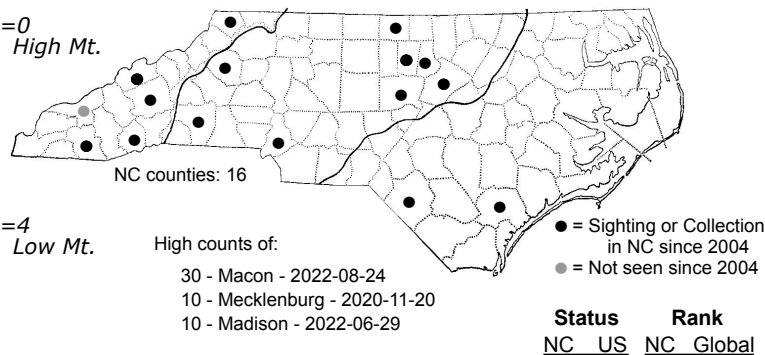 =0
High Mt.
NC counties: 16
=4
Low Mt.
High counts of:
30 - Macon - 2022-08-24
10 - Mecklenburg - 2020-11-20
10 - Madison - 2022-06-29
= Sighting or Collection
in NC since 2004
= Not seen since 2004
Status Rank
NC US NC Global